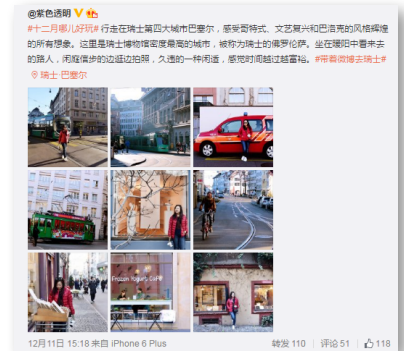 @紫色透明
#十二月哪儿好玩# 行走在瑞士第四大城市巴塞尔，感受哥特式、文艺复兴和巴洛克的风格辉煌
的所有想象。这里是瑞士博物馆密度最高的城市，被称为瑞士的佛罗伦萨。坐在暖阳中看来去
的路人，闲庭信步的边逛边拍照，久违的一种闲适，感觉时间越过越富裕。#带着微博去瑞士#
瑞士·巴塞尔
Frozen Yogurt Café
12月11日 15:18 来自 iPhone 6 Plus
转发 110
评论 51
118